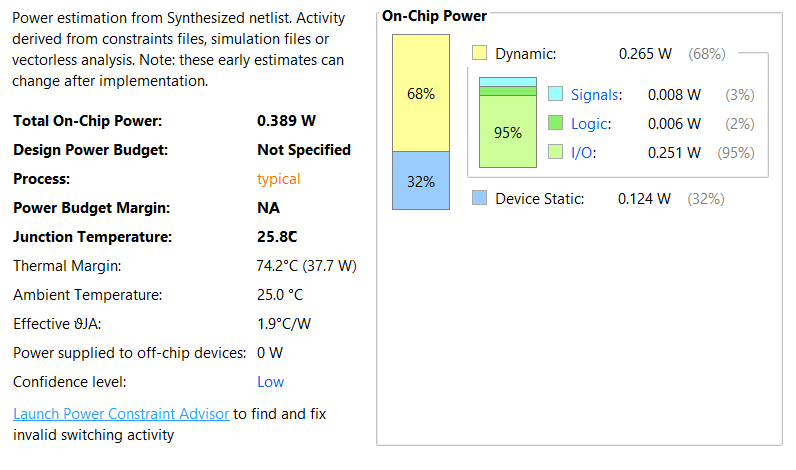 Power estimation from Synthesized netlist. Activity
derived from constraints files, simulation files or
vectorless analysis. Note: these early estimates can
change after implementation.
Total On-Chip Power: 0.389 W
Design Power Budget: Not Specified
Process: typical
Power Budget Margin: NA
Junction Temperature: 25.8℃
Thermal Margin: 74.2°C (37.7 W)
Ambient Temperature: 25.0 °C
Effective ϑJA: 1.9°C/W
Power supplied to off-chip devices: 0 W
Confidence level: Low
Launch Power Constraint Advisor to find and fix
invalid switching activity
On-Chip Power
68%
32%
Dynamic: 0.265 W (68%)
95%
Signals: 0.008 W (3%)
Logic: 0.006 W (2%)
I/O: 0.251 W (95%)
Device Static: 0.124 W (32%)